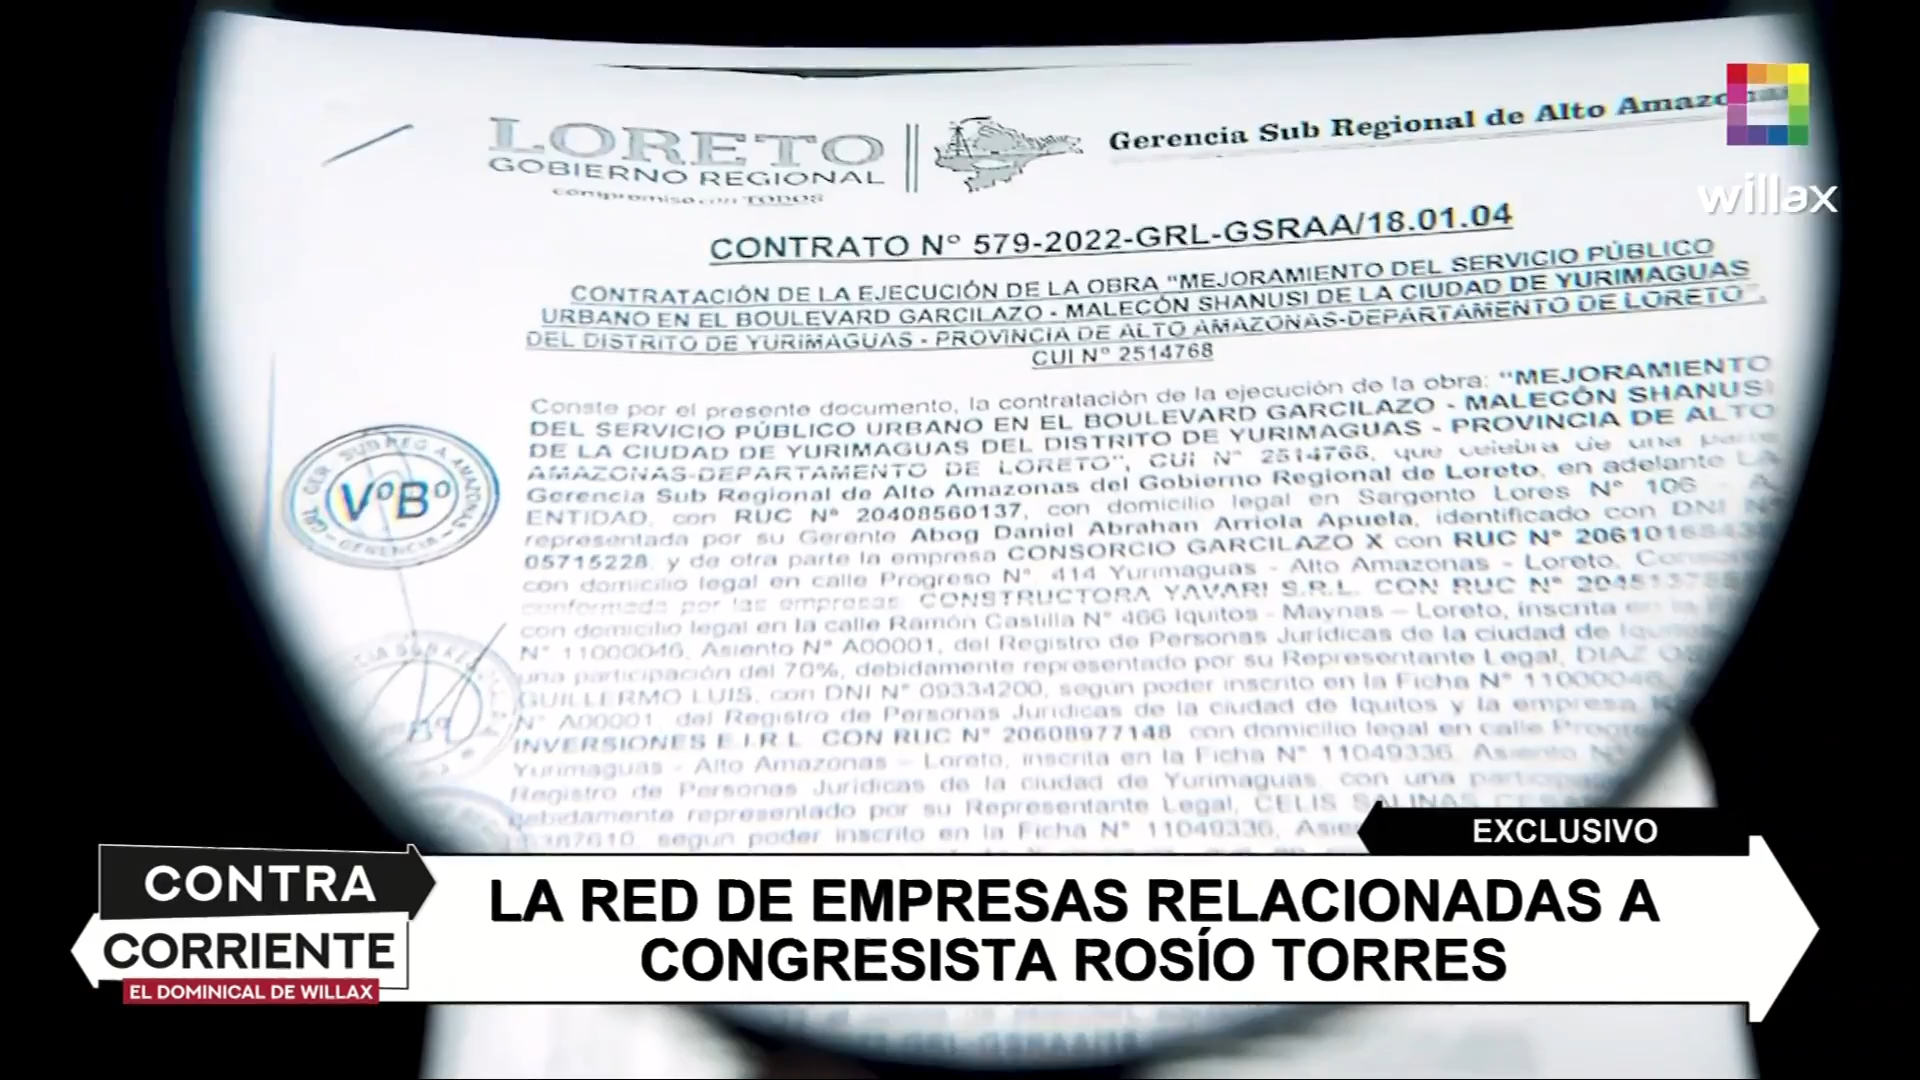 LORETO
GOBIERNO REGIONAL
compromiso con TODOS
Gerencia Sub Regional de Alto Amazonas
willax
CONTRATO N° 579-2022-GRL-GSRAA/18.01.04
CONTRATACIÓN DE LA EJECUCIÓN DE LA OBRA "MEJORAMIENTO DEL SERVICIO PÚBLICO
URBANO EN EL BOULEVARD GARCILAZO - MALECÓN SHANUSI DE LA CIUDAD DE YURIMAGUAS
DEL DISTRITO DE YURIMAGUAS - PROVINCIA DE ALTO AMAZONAS-DEPARTAMENTO DE LORETO",
CUI N° 2514768
Conste por el presente documento, la contratación de la ejecución de la obra: "MEJORAMIENTO
DEL SERVICIO PÚBLICO URBANO EN EL BOULEVARD GARCILAZO - MALECÓN SHANUSI
DE LA CIUDAD DE YURIMAGUAS DEL DISTRITO DE YURIMAGUAS - PROVINCIA DE ALTO
AMAZONAS-DEPARTAMENTO DE LORETO", CUI N° 2514768, que celebra de una parte
Gerencia Sub Regional de Alto Amazonas del Gobierno Regional de Loreto, en adelante LA
ENTIDAD, con RUC N° 20408560137, con domicilio legal en Sargento Lores N° 106 -
representada por su Gerente Abog Daniel Abrahan Arriola Apuela, identificado con DNI N°
05715228, y de otra parte la empresa CONSORCIO GARCILAZO X con RUC N°
con domicilio legal en calle Progreso N°. 414 Yurimaguas - Alto Amazonas - Loreto,
conformada por las empresas CONSTRUCTORA YAVARI S.R.L. CON RUC N°
con domicilio legal en la calle Ramón Castilla N° 466 Iquitos - Maynas - Loreto, inscrita en la
N° 11000046, Asiento N° A00001, del Registro de Personas Jurídicas de la ciudad de Iquitos
una participación del 70%, debidamente representado por su Representante Legal, DIAZ
GUILLERMO LUIS, con DNI N° 09334200, según poder inscrito en la Ficha N° 11000046,
N° A00001, del Registro de Personas Jurídicas de la ciudad de Iquitos y la empresa
INVERSIONES E.I.R.L CON RUC N° 20608977148 con domicilio legal en calle Progreso
Yurimaguas - Alto Amazonas - Loreto, inscrita en la Ficha N° 11049336, Asiento N°
Registro de Personas Jurídicas de la ciudad de Yurimaguas, con una
debidamente representado por su Representante Legal, CELIS SALINAS
según poder inscrito en la Ficha N° 11049336,
V°B°
GERENCIA
EXCLUSIVO
CONTRA
CORRIENTE
EL DOMINICAL DE WILLAX
LA RED DE EMPRESAS RELACIONADAS A
CONGRESISTA ROSÍO TORRES